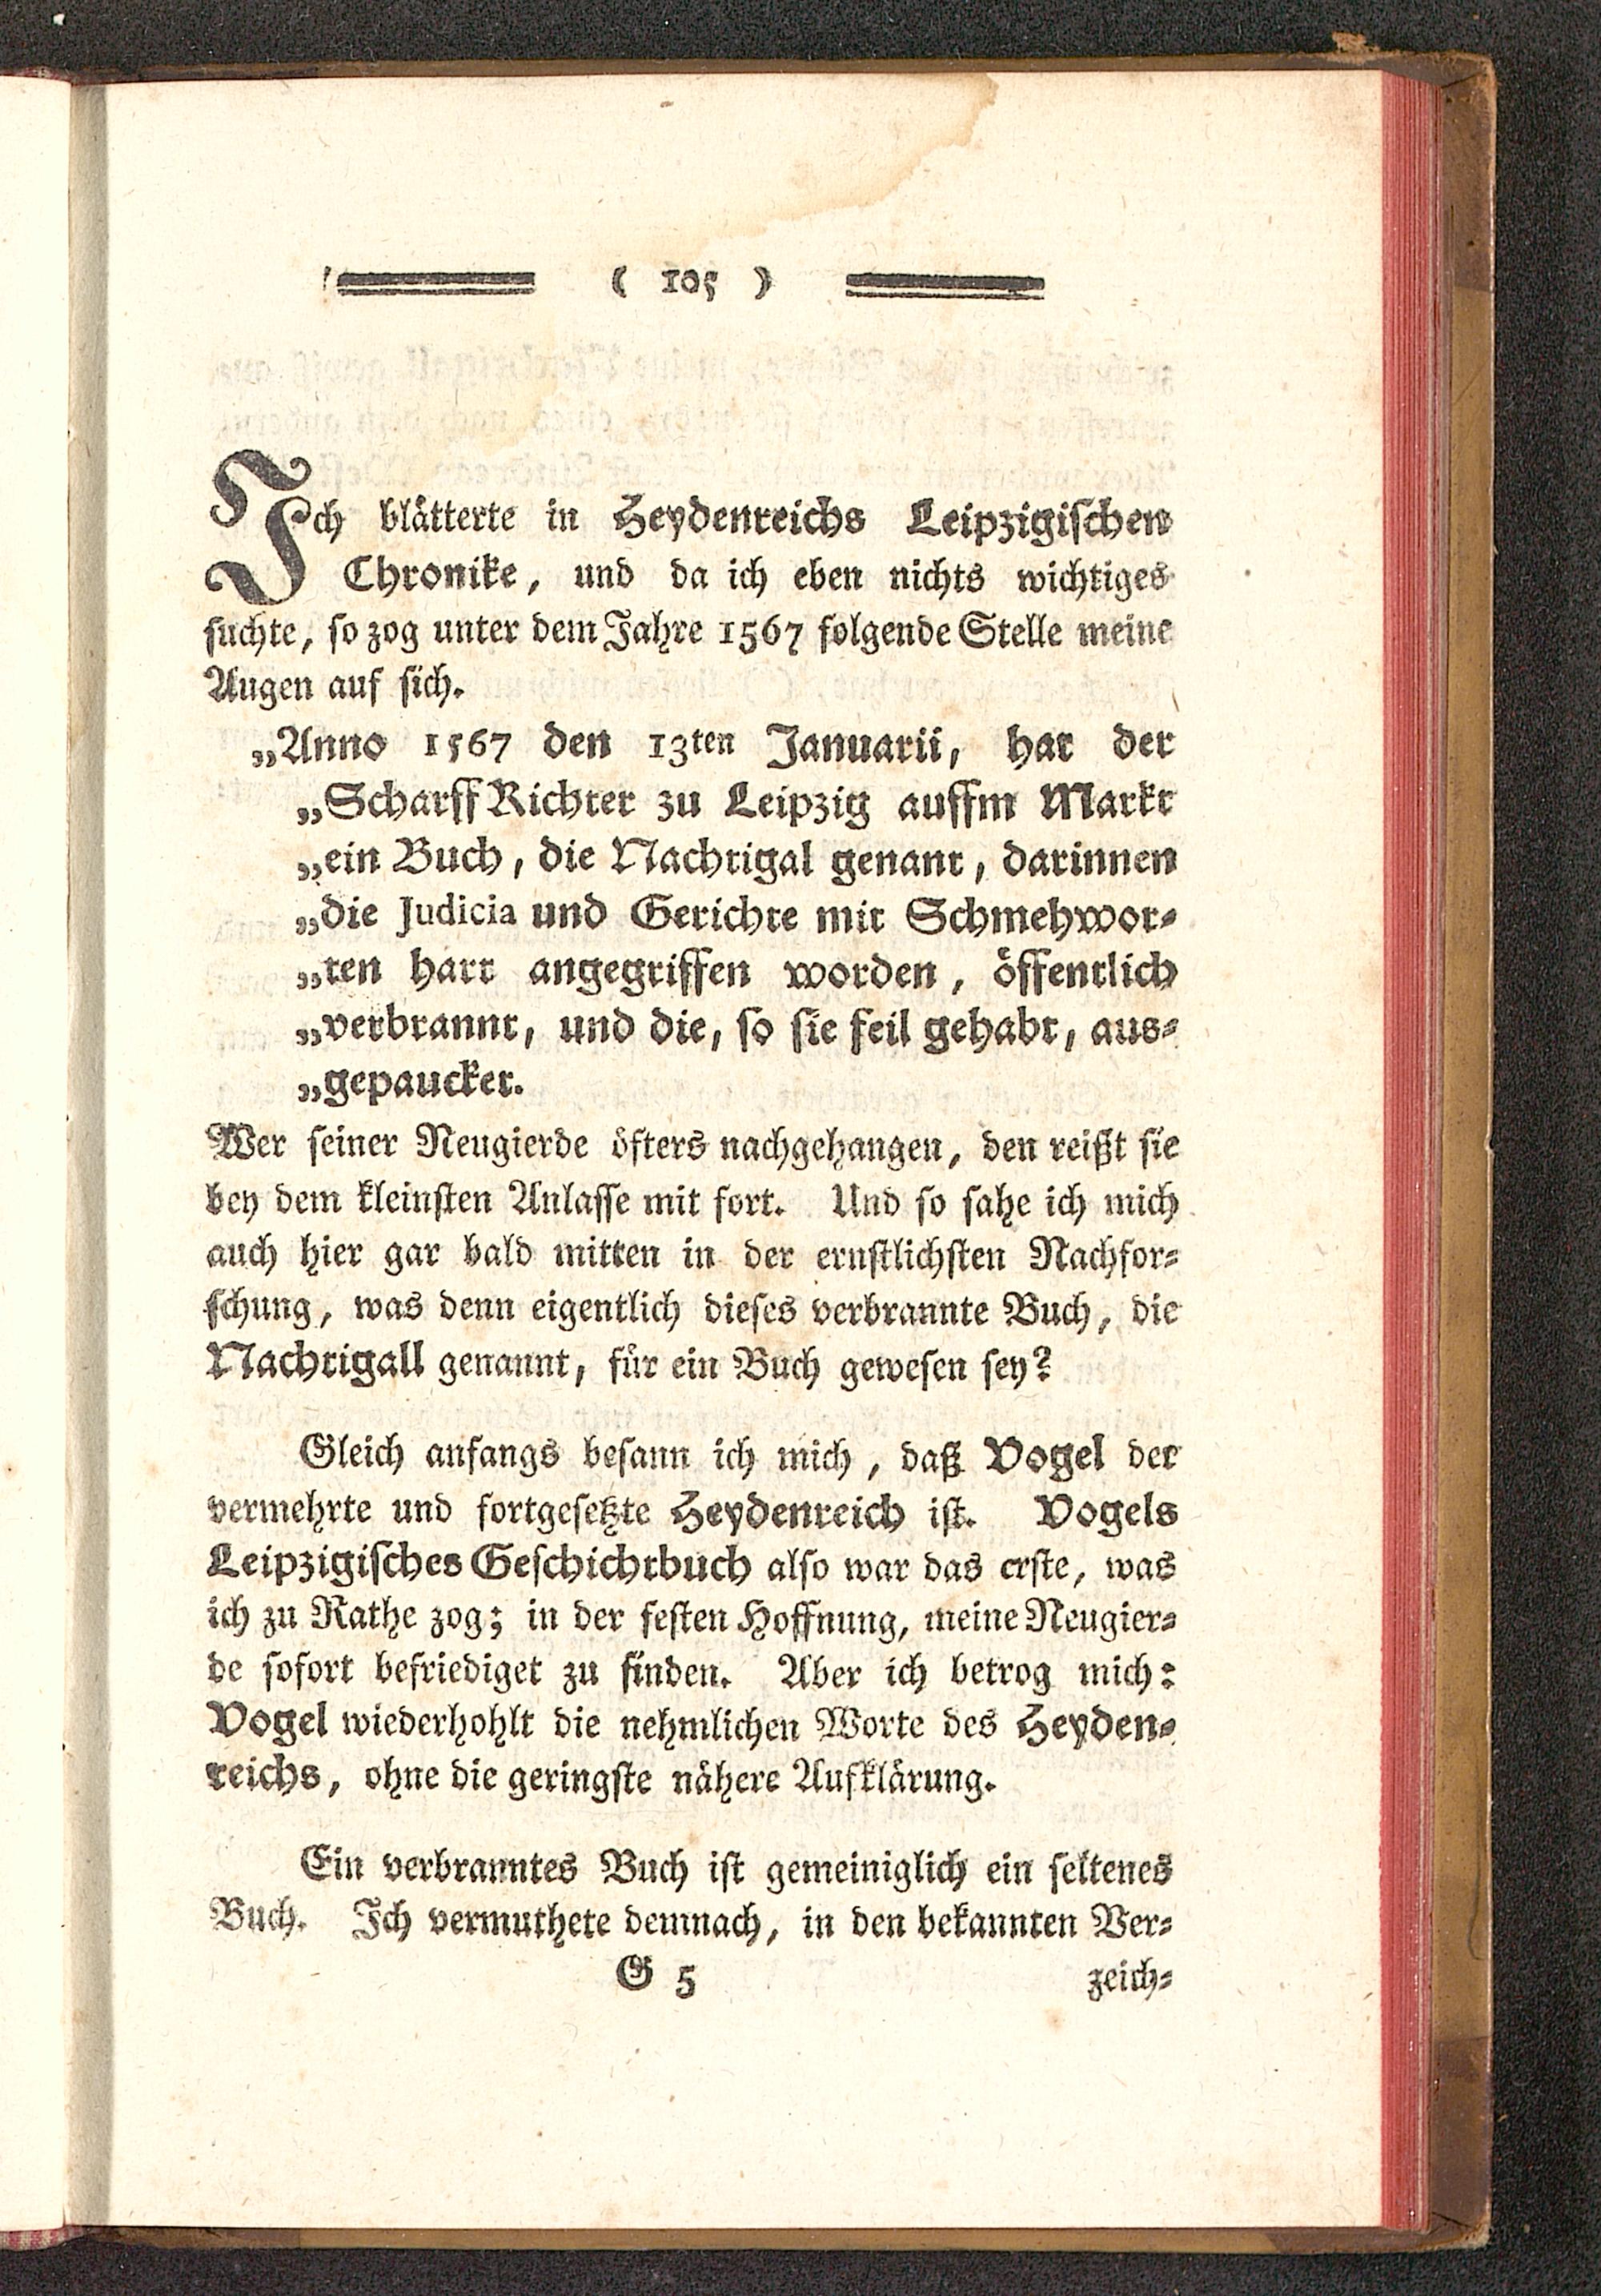 ( 105 )
Ich blätterte in Heydenreichs Leipzigischen
Chronike, und da ich eben nichts wichtiges
suchte, so zog unter dem Jahre 1567 folgende Stelle meine
Augen auf sich.
„Anno 1567 den 13ten Januarii, hat der
„Scharff Richter zu Leipzig auffm Markt
„ein Buch, die Nachtigal genant, darinnen
„die Judicia und Gerichte mit Schmehwor-
„ten hart angegriffen worden, öffentlich
„verbrannt, und die, so sie feil gehabt, aus-
„gepaucket.
Wer seiner Neugierde öfters nachgehangen, den reißt sie
bey dem kleinsten Anlasse mit fort. Und so sahe ich mich
auch hier gar bald mitten in der ernstlichsten Nachfor-
schung, was denn eigentlich dieses verbrannte Buch, die
Nachtigall genannt, für ein Buch gewesen sey?
Gleich anfangs besann ich mich, daß Vogel der
vermehrte und fortgesetzte Heydenreich ist. Vogels
Leipzigisches Geschichtbuch also war das erste, was
ich zu Rathe zog; in der festen Hoffnung, meine Neugier-
de sofort befriediget zu finden. Aber ich betrog mich:
Vogel wiederhohlt die nehmlichen Worte des Heyden-
reichs, ohne die geringste nähere Aufklärung.
Ein verbranntes Buch ist gemeiniglich ein seltenes
Buch. Ich vermuthete demnach, in den bekannten Ver-
G 5 zeich-